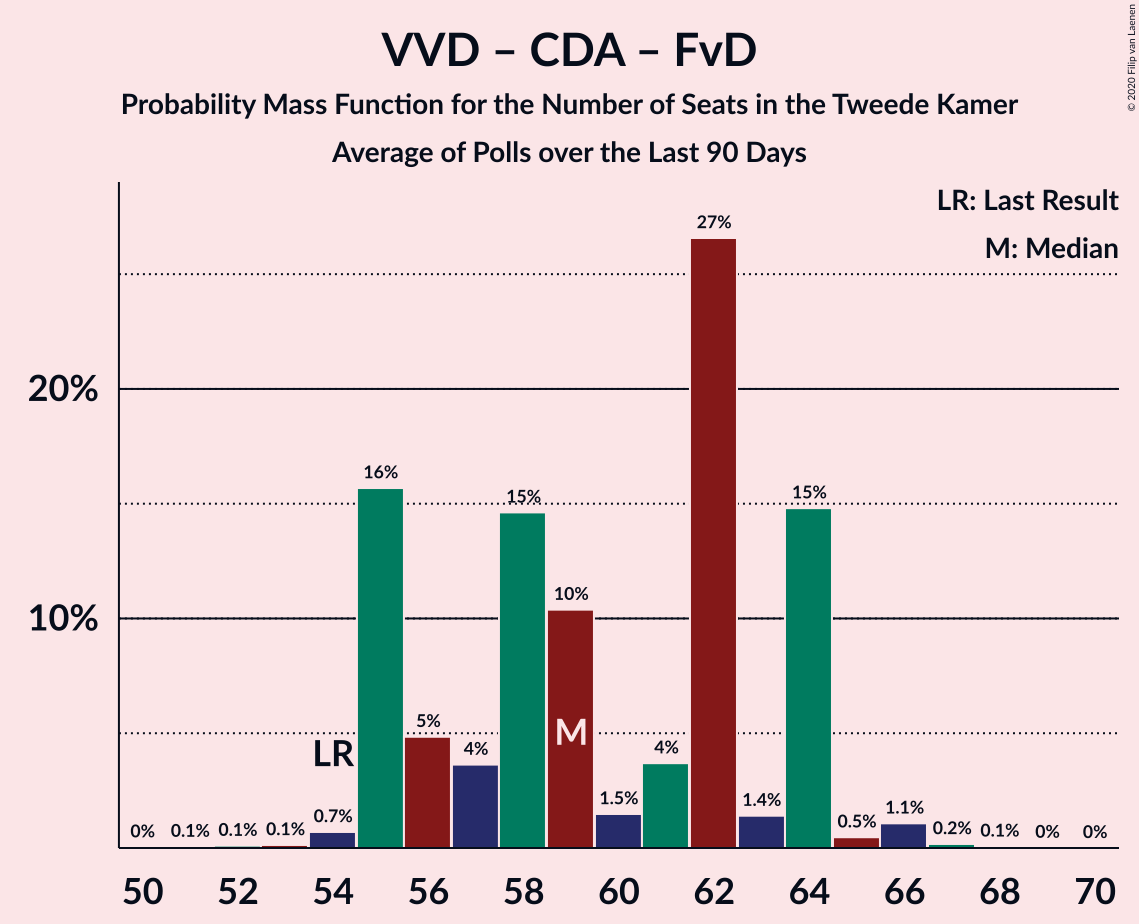 VVD – CDA – FvD
Probability Mass Function for the Number of Seats in the Tweede Kamer
Average of Polls over the Last 90 Days
© 2020 Filip van Laenen
LR: Last Result
M: Median
27%
20%
16%
15%
15%
10%
10%
M
5%
4%
4%
LR
0%
0.1%
0.1%
0.1%
0.7%
1.5%
1.4%
0.5%
1.1%
0.2%
0.1%
0%
0%
50 52 54 56 58 60 62 64 66 68 70